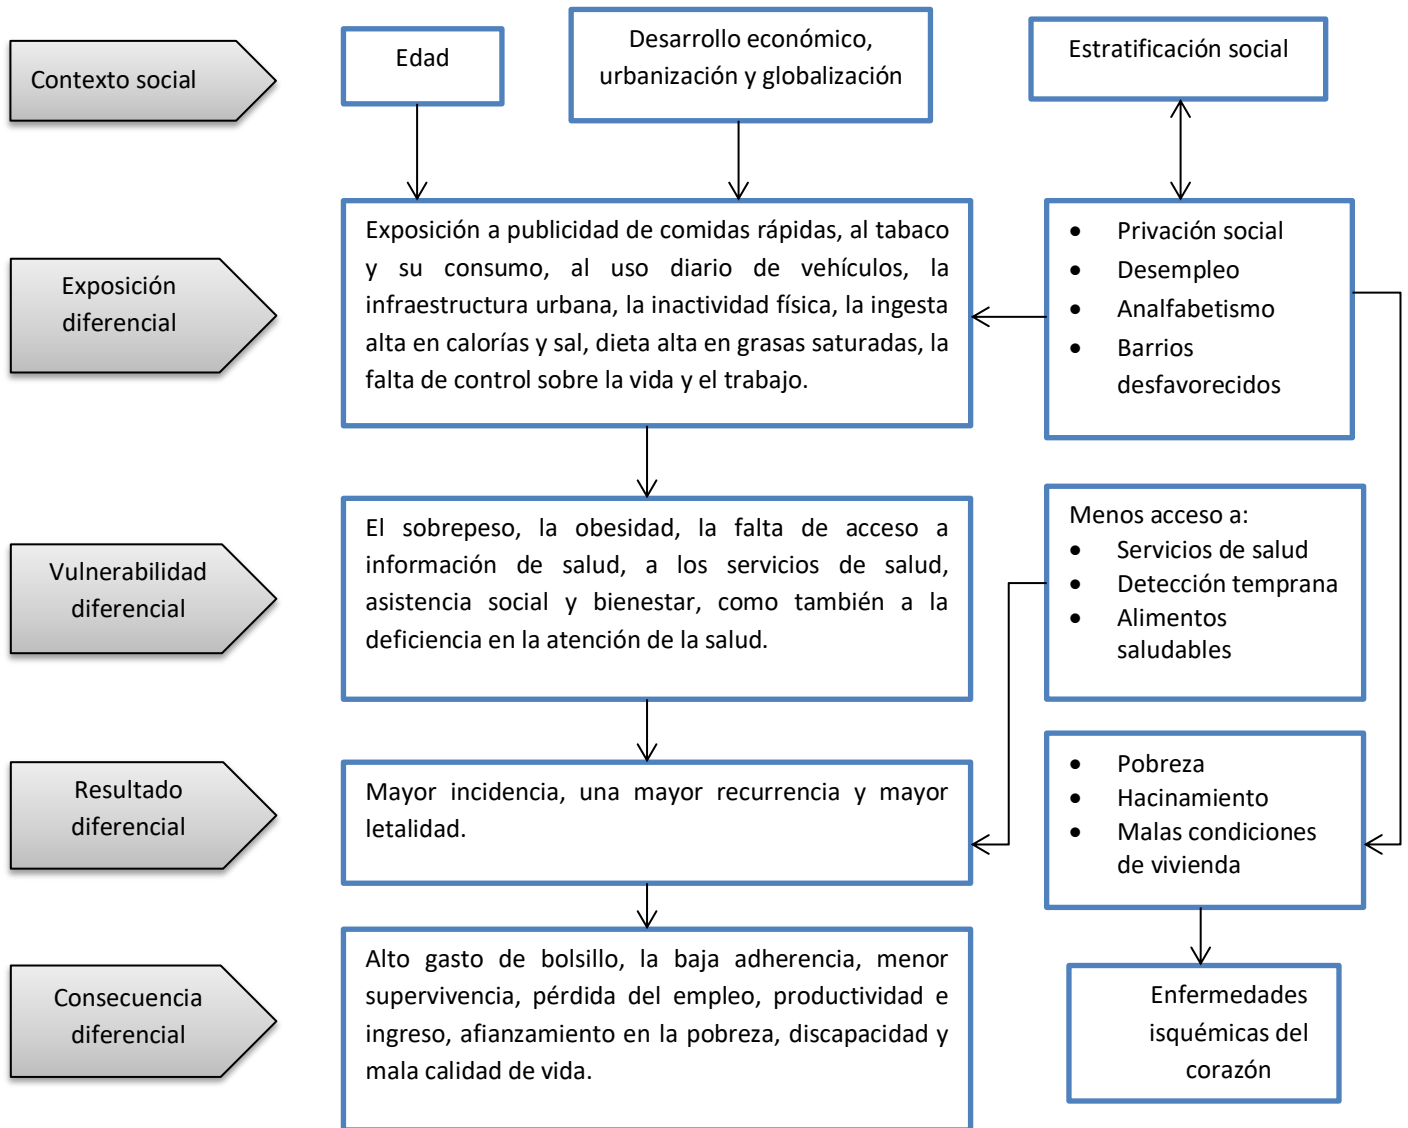 Contexto social
Edad
Desarrollo económico,
urbanización y globalización
Estratificación social
Exposición
diferencial
Exposición a publicidad de comidas rápidas, al tabaco
y su consumo, al uso diario de vehículos, la
infraestructura urbana, la inactividad física, la ingesta
alta en calorías y sal, dieta alta en grasas saturadas, la
falta de control sobre la vida y el trabajo.
• Privación social
• Desempleo
• Analfabetismo
• Barrios
desfavorecidos
Vulnerabilidad
diferencial
El sobrepeso, la obesidad, la falta de acceso a
información de salud, a los servicios de salud,
asistencia social y bienestar, como también a la
deficiencia en la atención de la salud.
Menos acceso a:
• Servicios de salud
• Detección temprana
• Alimentos
saludables
Resultado
diferencial
Mayor incidencia, una mayor recurrencia y mayor
letalidad.
• Pobreza
• Hacinamiento
• Malas condiciones
de vivienda
Consecuencia
diferencial
Alto gasto de bolsillo, la baja adherencia, menor
supervivencia, pérdida del empleo, productividad e
ingreso, afianzamiento en la pobreza, discapacidad y
mala calidad de vida.
Enfermedades
isquémicas del
corazón